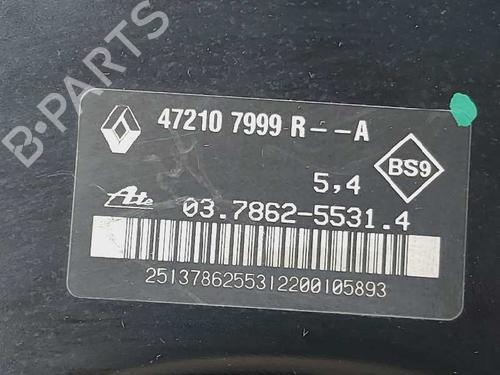 B-PARTS
47210 7999 R--A
BS9
5,4
Ate 03.7862-5531.4
2513786255312200105893